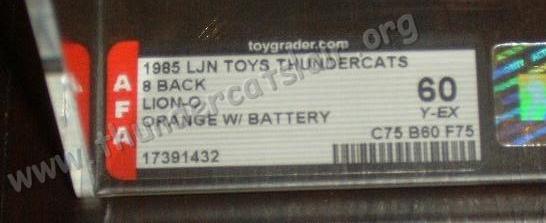 toygrader.com
AFA
1985 LJN TOYS THUNDERCATS
8 BACK
LION-O
ORANGE W/ BATTERY
17391432
60
Y-EX
C75 B60 F75
www.thundercatslair.org